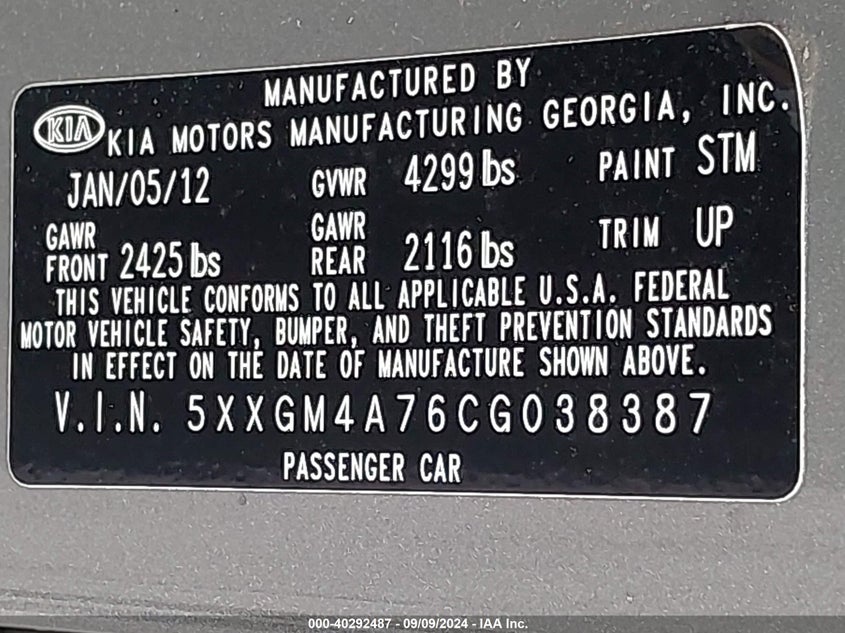 MANUFACTURED BY
KIA KIA MOTORS MANUFACTURING GEORGIA, INC.
JAN/05/12 GVWR 4299 lbs PAINT STM
GAWR FRONT 2425 lbs GAWR REAR 2116 lbs TRIM UP
THIS VEHICLE CONFORMS TO ALL APPLICABLE U.S.A. FEDERAL
MOTOR VEHICLE SAFETY, BUMPER, AND THEFT PREVENTION STANDARDS
IN EFFECT ON THE DATE OF MANUFACTURE SHOWN ABOVE.
V.I.N. 5XXGM4A76CG038387
PASSENGER CAR
000-40292487 - 09/09/2024 - IAA Inc.